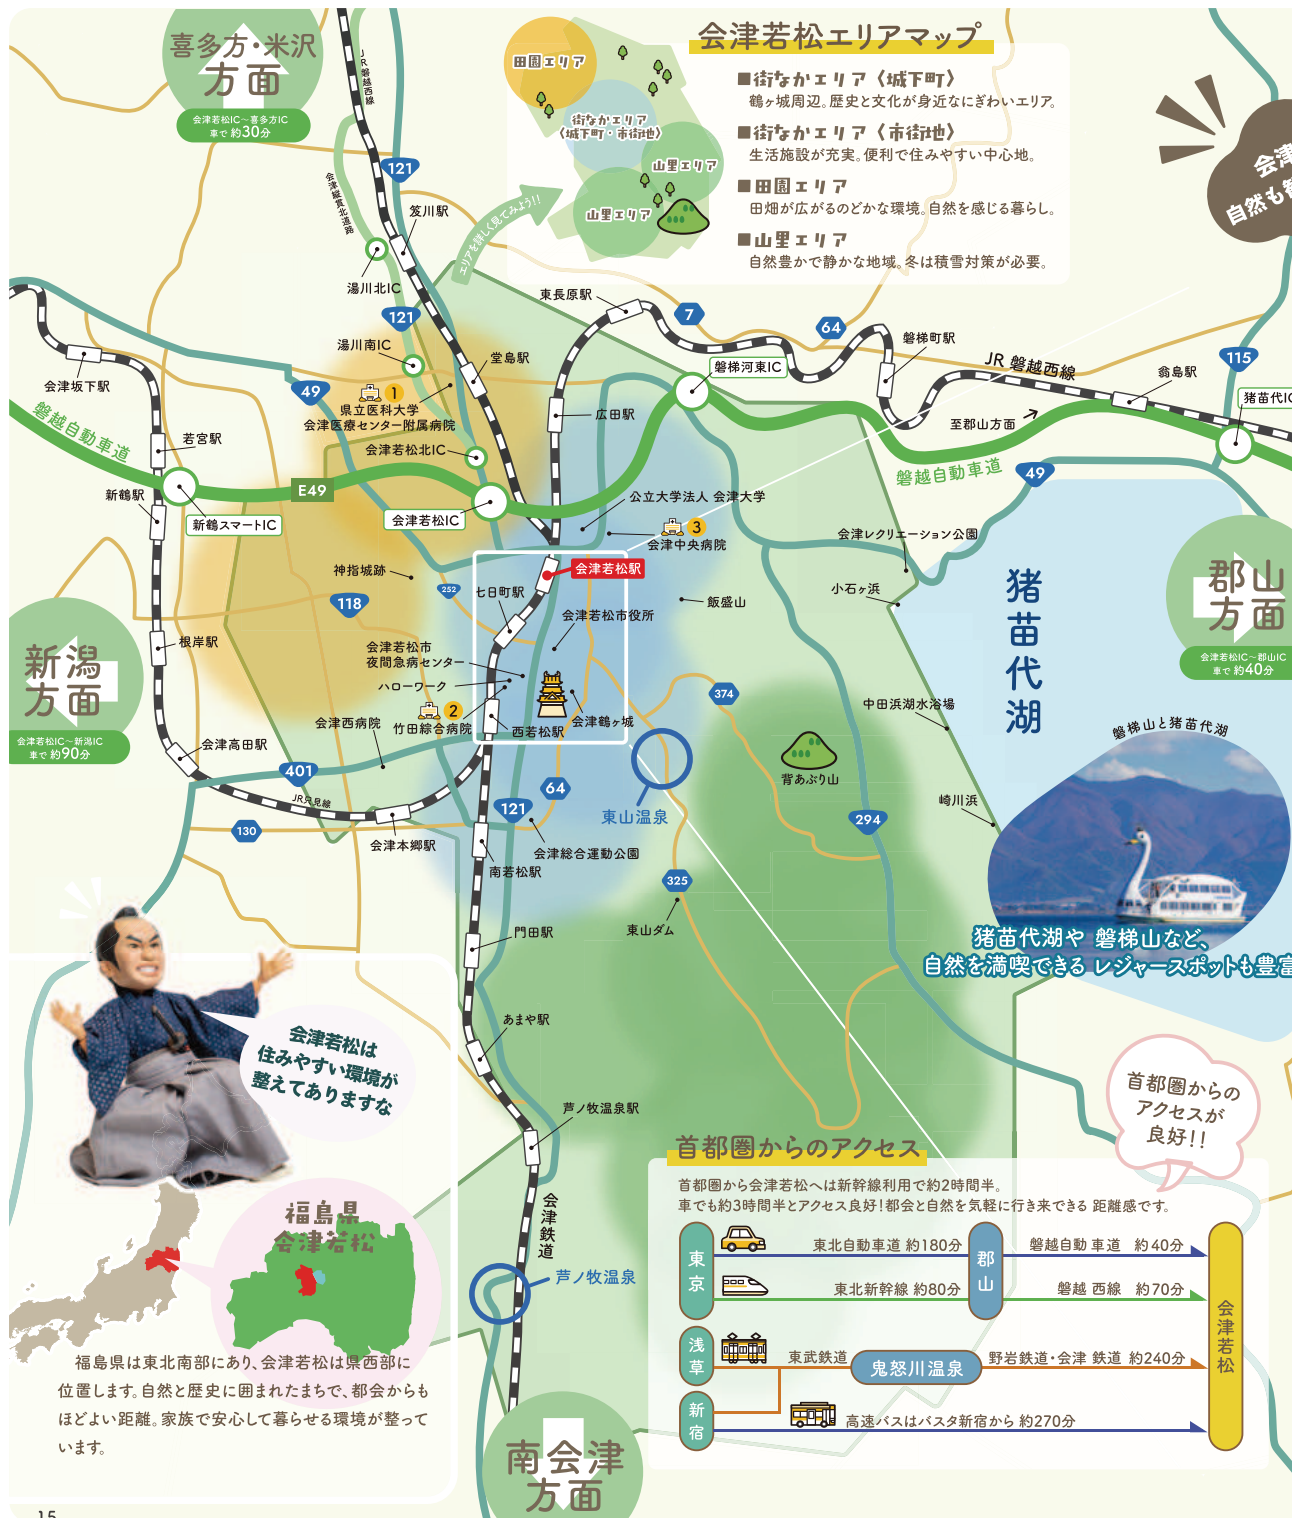 会津若松エリアマップ
■街なかエリア〈城下町〉
鶴ヶ城周辺。歴史と文化が身近なにぎわいエリア。
■街なかエリア〈市街地〉
生活施設が充実。便利で住みやすい中心地。
■田園エリア
田畑が広がるのどかな環境。自然を感じる暮らし。
■山里エリア
自然豊かで静かな地域。冬は積雪対策が必要。
田園エリア
街なかエリア
〈城下町・市街地〉
山里エリア
山里エリア
エリアを詳しく見てみよう!!
喜多方・米沢
方面
会津若松IC〜喜多方IC
車で 約30分
JR磐越西線
会津縦貫北道路
121
笈川駅
湯川北IC
121
湯川南IC
堂島駅
東長原駅
7
64
磐梯町駅
磐梯河東IC
JR 磐越西線
翁島駅
115
猪苗代IC
至郡山方面
磐越自動車道
49
会津坂下駅
磐越自動車道
若宮駅
新鶴駅
新鶴スマートIC
E49
49
1
県立医科大学
会津医療センター附属病院
会津若松北IC
会津若松IC
広田駅
公立大学法人 会津大学
3
会津中央病院
会津若松駅
神指城跡
252
七日町駅
118
会津若松市役所
飯盛山
会津若松市
夜間急病センター
ハローワーク
2
竹田綜合病院
西若松駅
会津鶴ヶ城
会津西病院
会津高田駅
根岸駅
401
JR只見線
130
会津本郷駅
64
121
会津総合運動公園
南若松駅
東山温泉
374
背あぶり山
294
325
東山ダム
門田駅
あまや駅
芦ノ牧温泉駅
会津鉄道
芦ノ牧温泉
会津レクリエーション公園
小石ヶ浜
中田浜湖水浴場
崎川浜
猪苗代湖
郡山
方面
会津若松IC〜郡山IC
車で 約40分
新潟
方面
会津若松IC〜新潟IC
車で 約90分
磐梯山と猪苗代湖
猪苗代湖や 磐梯山など、
自然を満喫できる レジャースポットも豊富
会津
自然も
会津若松は
住みやすい環境が
整えてありますな
福島県
会津若松
福島県は東北南部にあり、会津若松は県西部に
位置します。自然と歴史に囲まれたまちで、都会からも
ほどよい距離。家族で安心して暮らせる環境が整って
います。
南会津
方面
首都圏からの
アクセスが
良好!!
首都圏からのアクセス
首都圏から会津若松へは新幹線利用で約2時間半。
車でも約3時間半とアクセス良好!都会と自然を気軽に行き来できる 距離感です。
東京
東北自動車道 約180分
郡山
磐越自動 車道 約40分
東北新幹線 約80分
磐越 西線 約70分
浅草
東武鉄道
鬼怒川温泉
野岩鉄道・会津 鉄道 約240分
新宿
高速バスはバスタ新宿から 約270分
会津若松
15